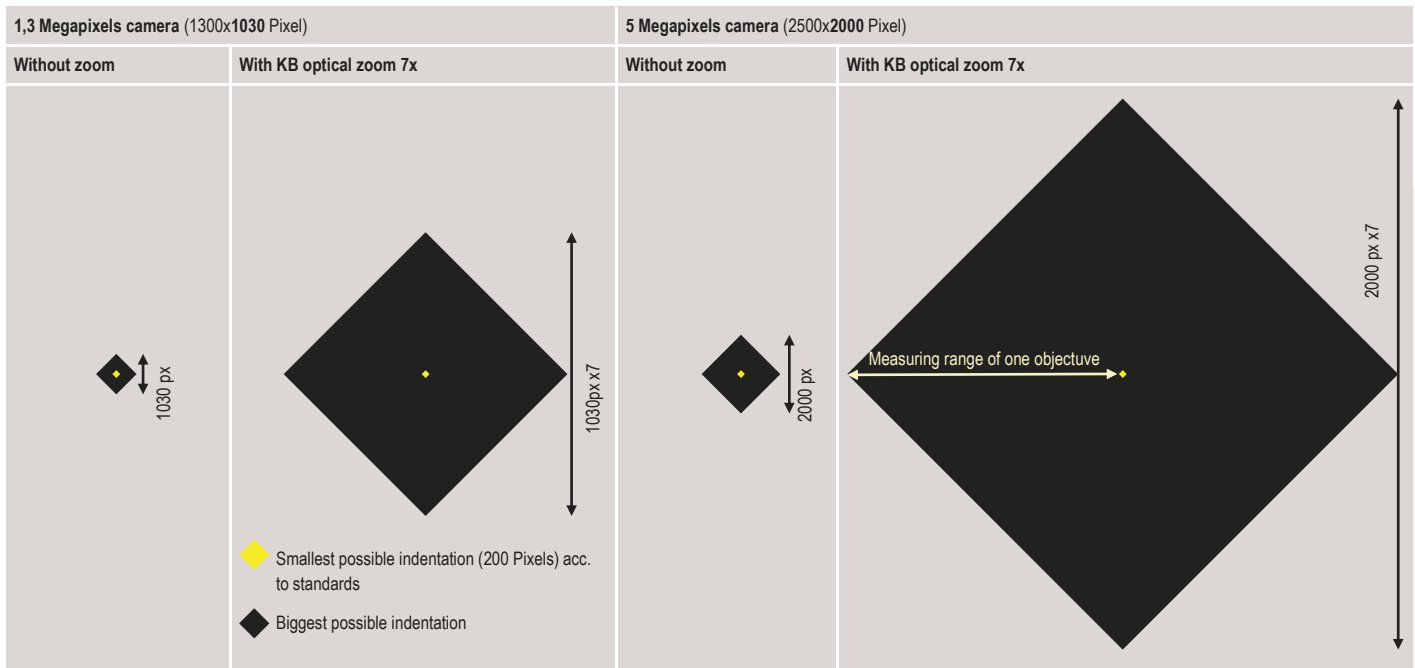 1,3 Megapixels camera (1300x1030 Pixel)
5 Megapixels camera (2500x2000 Pixel)
Without zoom
With KB optical zoom 7x
Without zoom
With KB optical zoom 7x
1030 px
1030px x7
2000 px
Measuring range of one objectuve
2000 px x7
Smallest possible indentation (200 Pixels) acc.
to standards
Biggest possible indentation